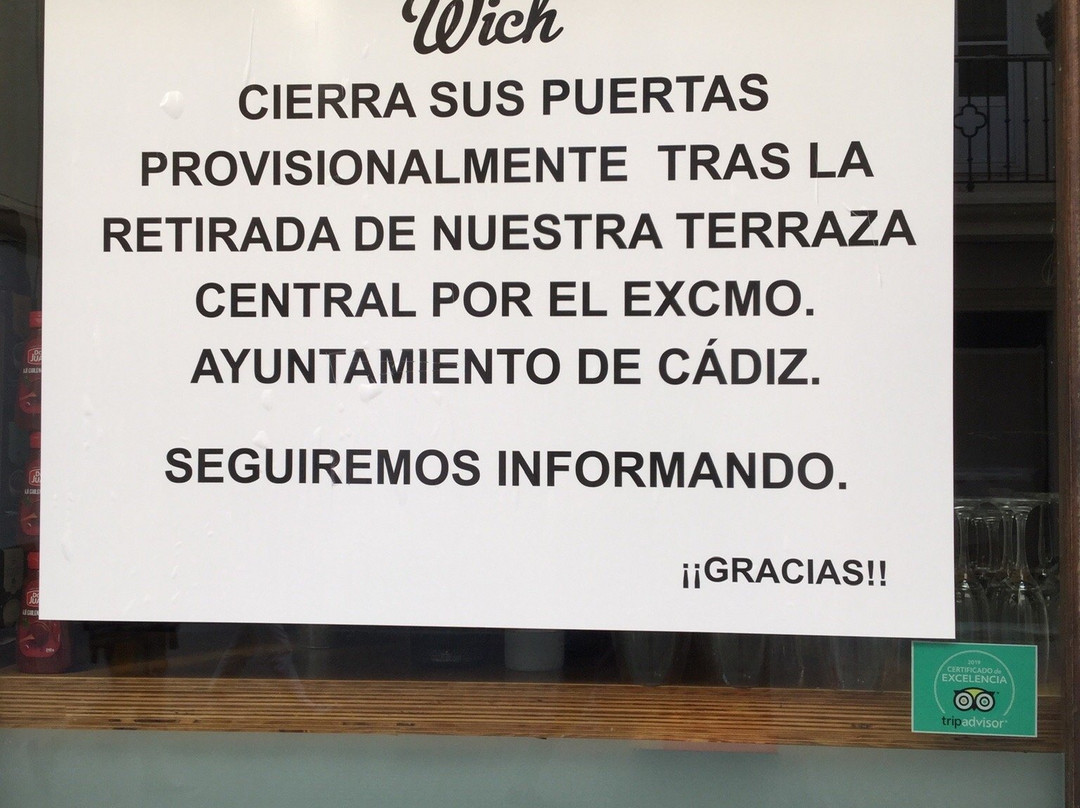 Wich
CIERRA SUS PUERTAS
PROVISIONALMENTE TRAS LA
RETIRADA DE NUESTRA TERRAZA
CENTRAL POR EL EXCMO.
AYUNTAMIENTO DE CÁDIZ.
SEGUIREMOS INFORMANDO.
¡¡GRACIAS!!
2019
CERTIFICADO de
EXCELENCIA
tripadvisor